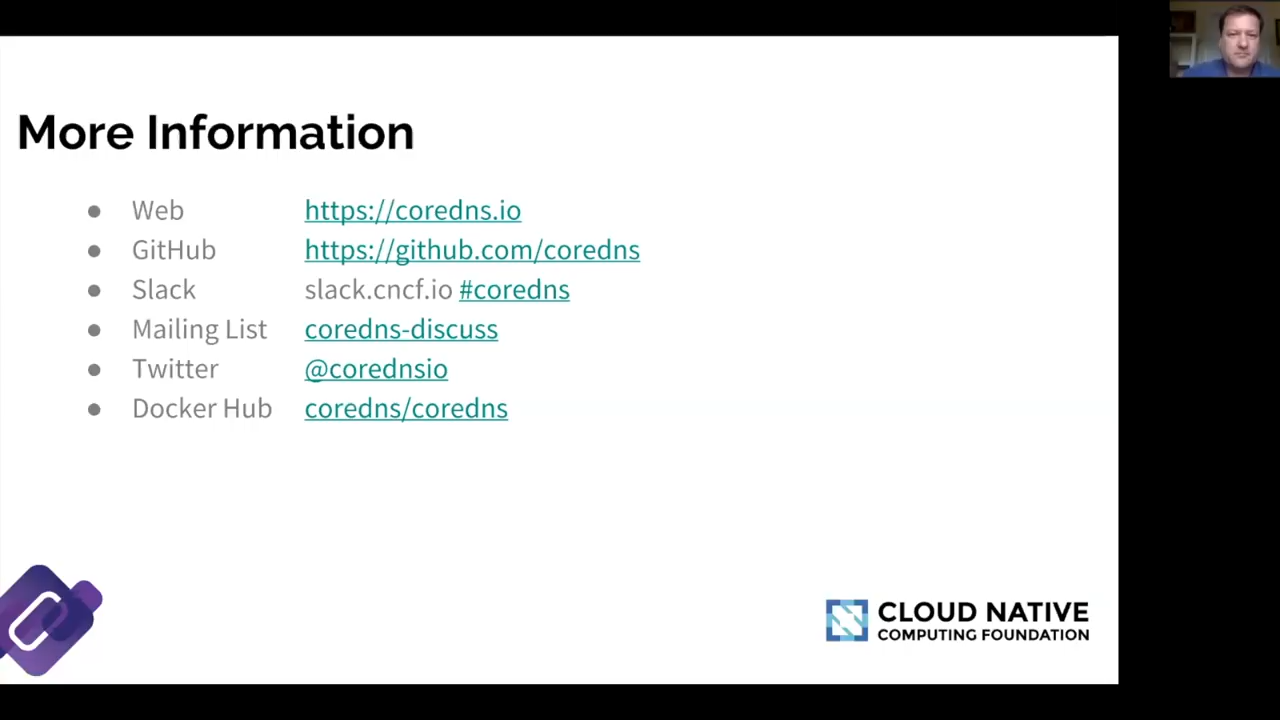 More Information
● Web https://coredns.io
● GitHub https://github.com/coredns
● Slack slack.cncf.io #coredns
● Mailing List coredns-discuss
● Twitter @corednsio
● Docker Hub coredns/coredns
CLOUD NATIVE
COMPUTING FOUNDATION